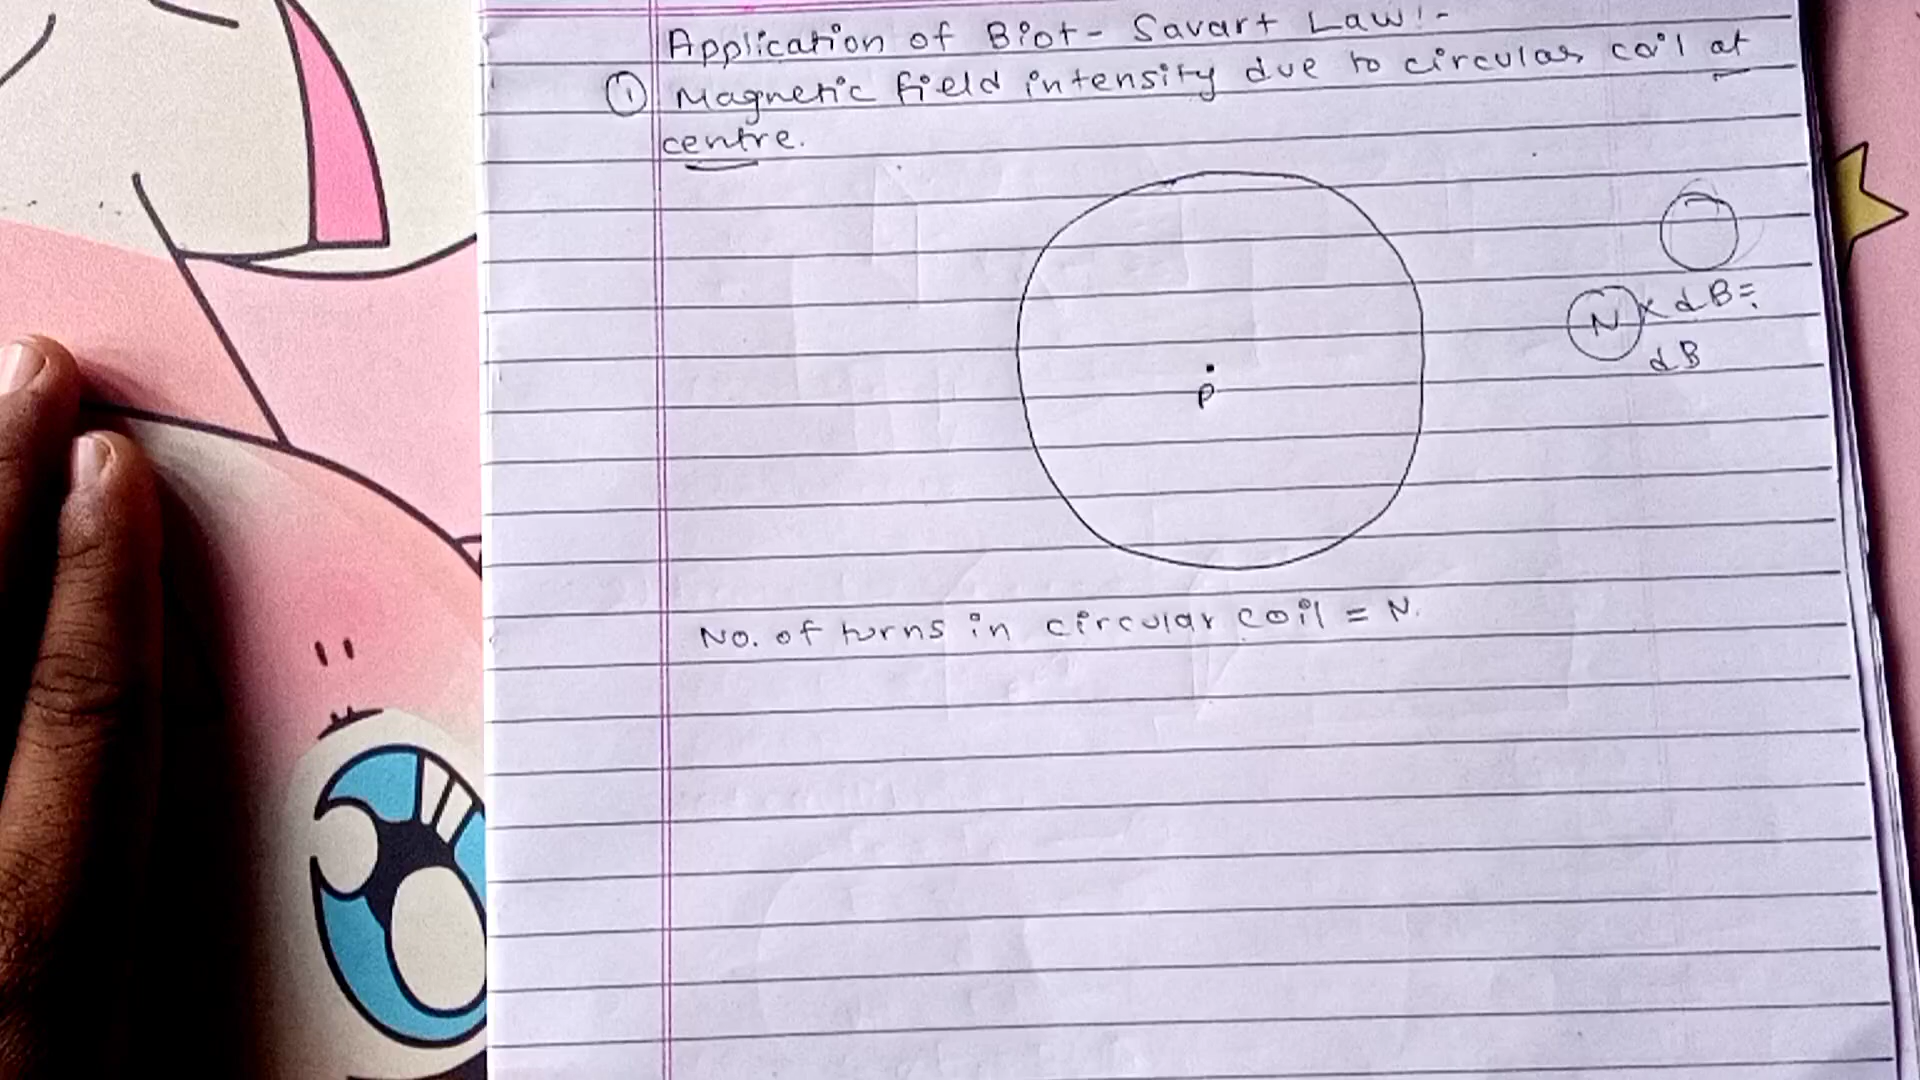 Application of Biot- Savart Law:-
① Magnetic field intensity due to circular coil at
centre.
N x dB=
dB
P
No. of turns in circular coil = N.